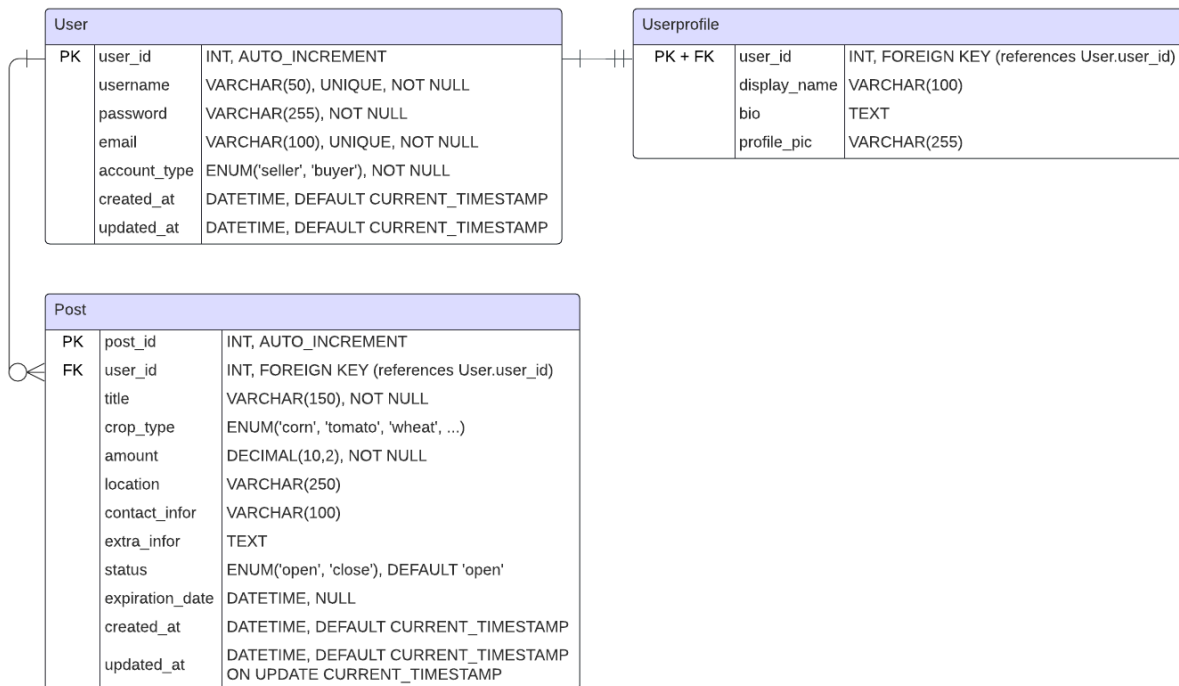 User
PK user_id INT, AUTO_INCREMENT
username VARCHAR(50), UNIQUE, NOT NULL
password VARCHAR(255), NOT NULL
email VARCHAR(100), UNIQUE, NOT NULL
account_type ENUM('seller', 'buyer'), NOT NULL
created_at DATETIME, DEFAULT CURRENT_TIMESTAMP
updated_at DATETIME, DEFAULT CURRENT_TIMESTAMP
Userprofile
PK + FK user_id INT, FOREIGN KEY (references User.user_id)
display_name VARCHAR(100)
bio TEXT
profile_pic VARCHAR(255)
Post
PK post_id INT, AUTO_INCREMENT
FK user_id INT, FOREIGN KEY (references User.user_id)
title VARCHAR(150), NOT NULL
crop_type ENUM('corn', 'tomato', 'wheat', ...)
amount DECIMAL(10,2), NOT NULL
location VARCHAR(250)
contact_infor VARCHAR(100)
extra_infor TEXT
status ENUM('open', 'close'), DEFAULT 'open'
expiration_date DATETIME, NULL
created_at DATETIME, DEFAULT CURRENT_TIMESTAMP
updated_at DATETIME, DEFAULT CURRENT_TIMESTAMP
ON UPDATE CURRENT_TIMESTAMP